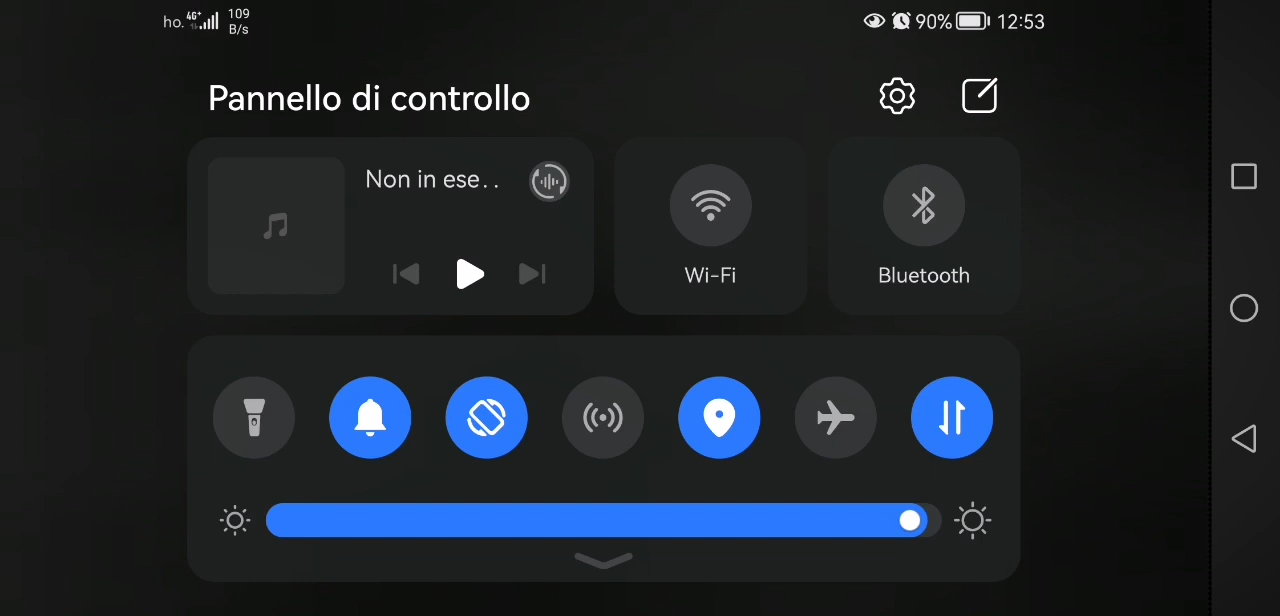 ho. 4G+ 109 B/s 90% 12:53
Pannello di controllo
Non in ese..
Wi-Fi
Bluetooth